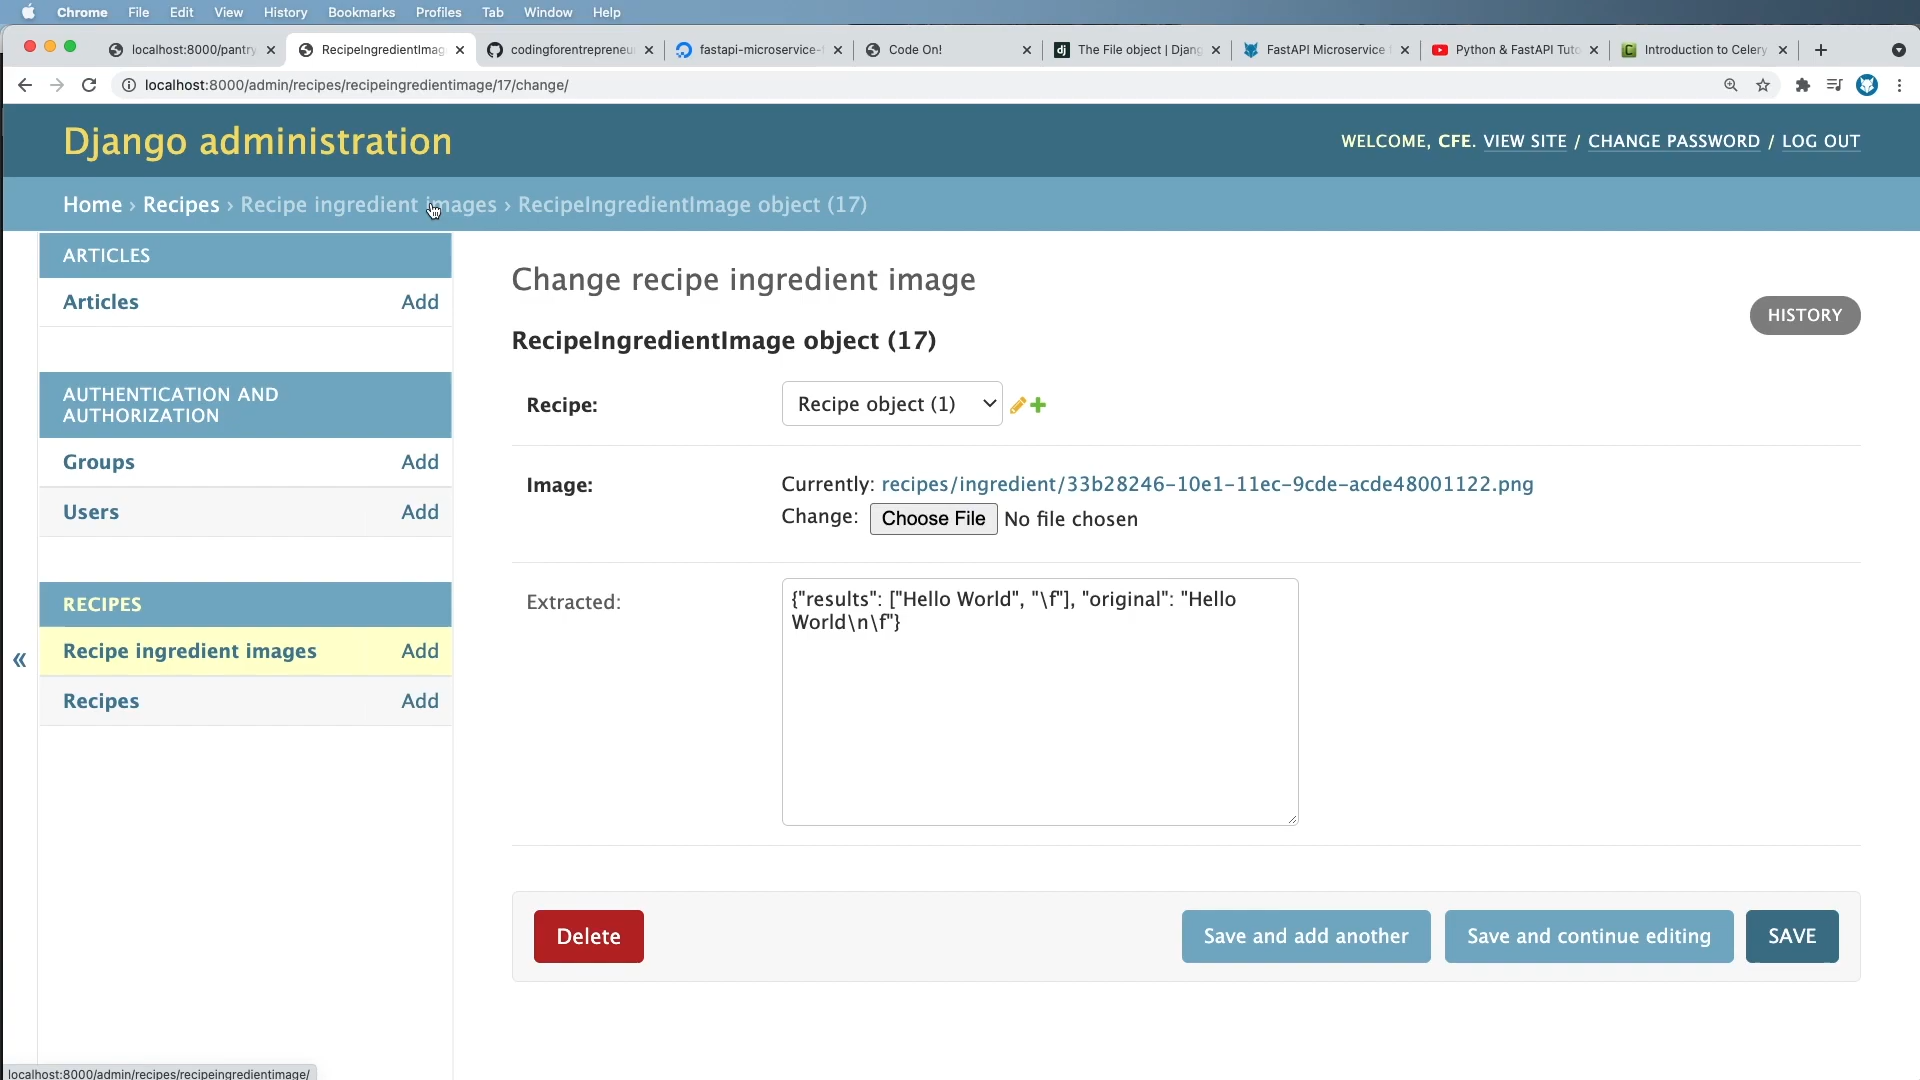 Chrome File Edit View History Bookmarks Profiles Tab Window Help
localhost:8000/pantry
RecipeIngredientImag
codingforentrepreneu
fastapi-microservice-
Code On!
The File object | Djang
FastAPI Microservice
Python & FastAPI Tuto
Introduction to Celery
localhost:8000/admin/recipes/recipeingredientimage/17/change/
Django administration
WELCOME, CFE. VIEW SITE / CHANGE PASSWORD / LOG OUT
Home › Recipes › Recipe ingredient images › RecipeIngredientImage object (17)
ARTICLES
Articles Add
AUTHENTICATION AND
AUTHORIZATION
Groups Add
Users Add
RECIPES
Recipe ingredient images Add
Recipes Add
«
Change recipe ingredient image
HISTORY
RecipeIngredientImage object (17)
Recipe: Recipe object (1)
Image: Currently: recipes/ingredient/33b28246-10e1-11ec-9cde-acde48001122.png
Change: Choose File No file chosen
Extracted: {"results": ["Hello World", "\f"], "original": "Hello
World\n\f"}
Delete Save and add another Save and continue editing SAVE
localhost:8000/admin/recipes/recipeingredientimage/